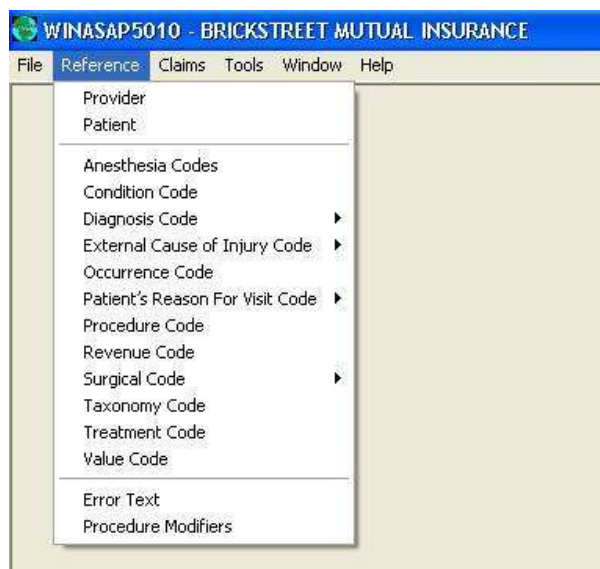 WINASAP5010 - BRICKSTREET MUTUAL INSURANCE
File Reference Claims Tools Window Help
Provider
Patient
Anesthesia Codes
Condition Code
Diagnosis Code
External Cause of Injury Code
Occurrence Code
Patient's Reason For Visit Code
Procedure Code
Revenue Code
Surgical Code
Taxonomy Code
Treatment Code
Value Code
Error Text
Procedure Modifiers